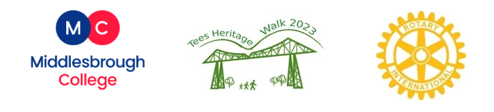 MC
Middlesbrough
College
Tees Heritage Walk 2023
ROTARY
INTERNATIONAL